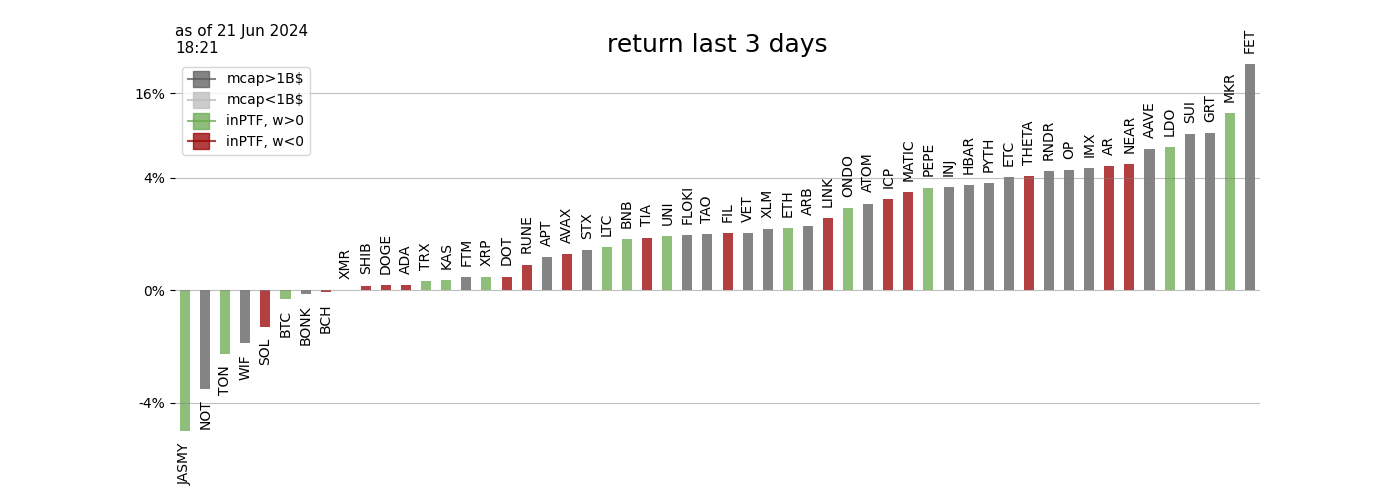 as of 21 Jun 2024
18:21
return last 3 days
mcap>1B$
mcap<1B$
inPTF, w>0
inPTF, w<0
16%
4%
0%
-4%
JASMY
NOT
TON
WIF
SOL
BTC
BONK
BCH
XMR
SHIB
DOGE
ADA
TRX
KAS
FTM
XRP
DOT
RUNE
APT
AVAX
STX
LTC
BNB
TIA
UNI
FLOKI
TAO
FIL
VET
XLM
ETH
ARB
LINK
ONDO
ATOM
ICP
MATIC
PEPE
INJ
HBAR
PYTH
ETC
THETA
RNDR
OP
IMX
AR
NEAR
AAVE
LDO
SUI
GRT
MKR
FET